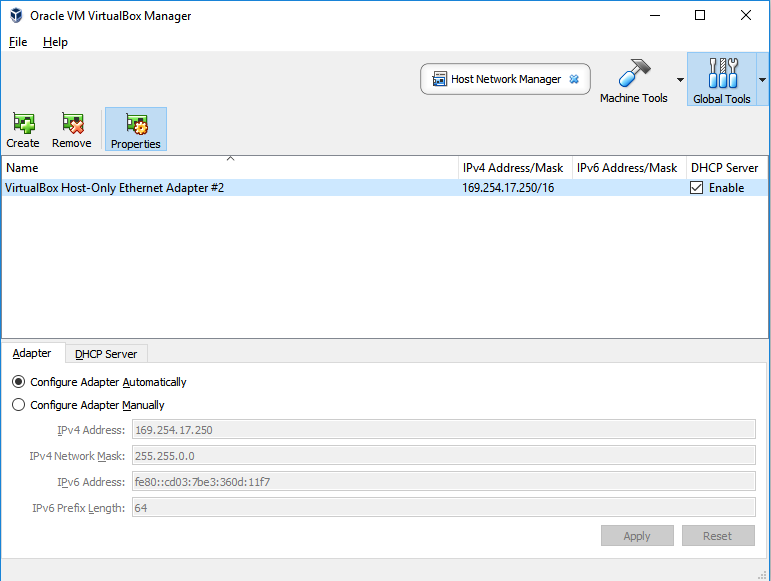 Oracle VM VirtualBox Manager
File Help
Host Network Manager
Machine Tools
Global Tools
Create Remove Properties
Name IPv4 Address/Mask IPv6 Address/Mask DHCP Server
VirtualBox Host-Only Ethernet Adapter #2 169.254.17.250/16 Enable
Adapter DHCP Server
Configure Adapter Automatically
Configure Adapter Manually
IPv4 Address: 169.254.17.250
IPv4 Network Mask: 255.255.0.0
IPv6 Address: fe80::cd03:7be3:360d:11f7
IPv6 Prefix Length: 64
Apply Reset